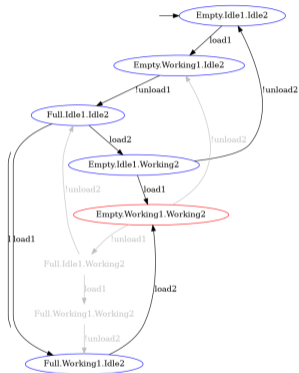 Empty.Idle1.Idle2
load1
Empty.Working1.Idle2
!unload1
!unload2
Full.Idle1.Idle2
load2
!unload2
Empty.Idle1.Working2
!unload2
load1
Empty.Working1.Working2
load1
!unload1
Full.Idle1.Working2
load1
load2
Full.Working1.Working2
!unload2
Full.Working1.Idle2